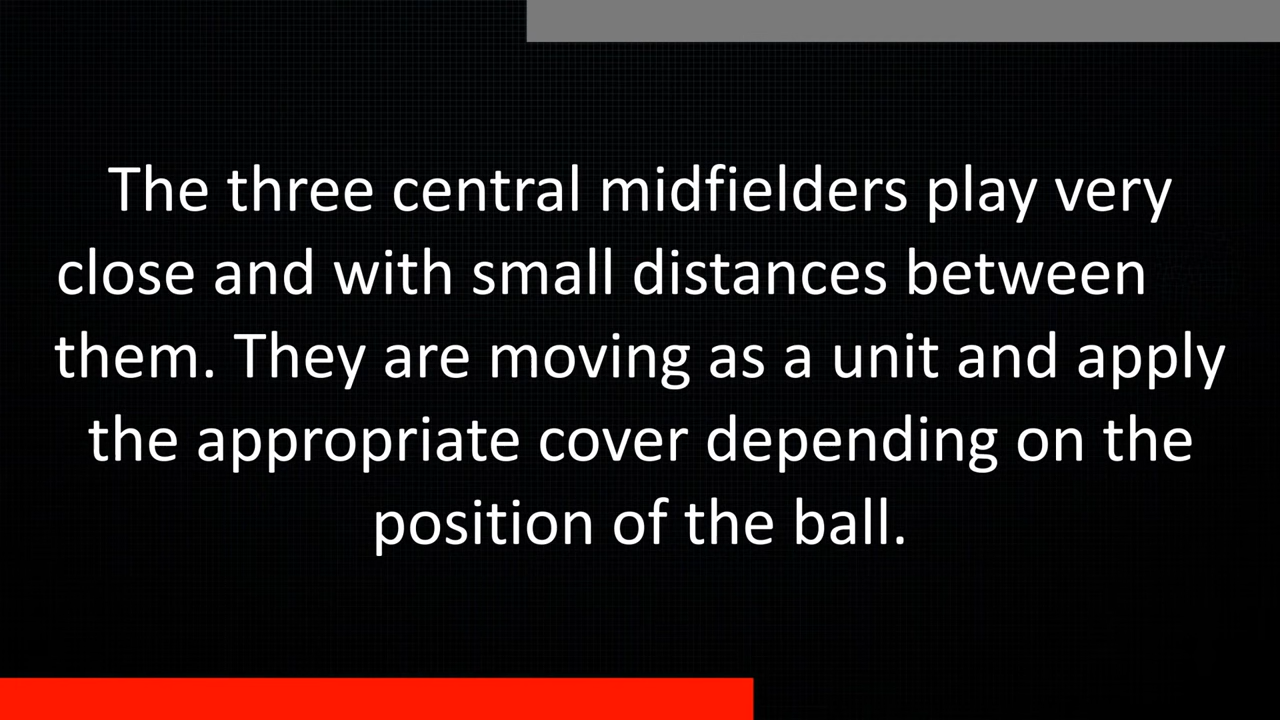 The three central midfielders play very
close and with small distances between
them. They are moving as a unit and apply
the appropriate cover depending on the
position of the ball.